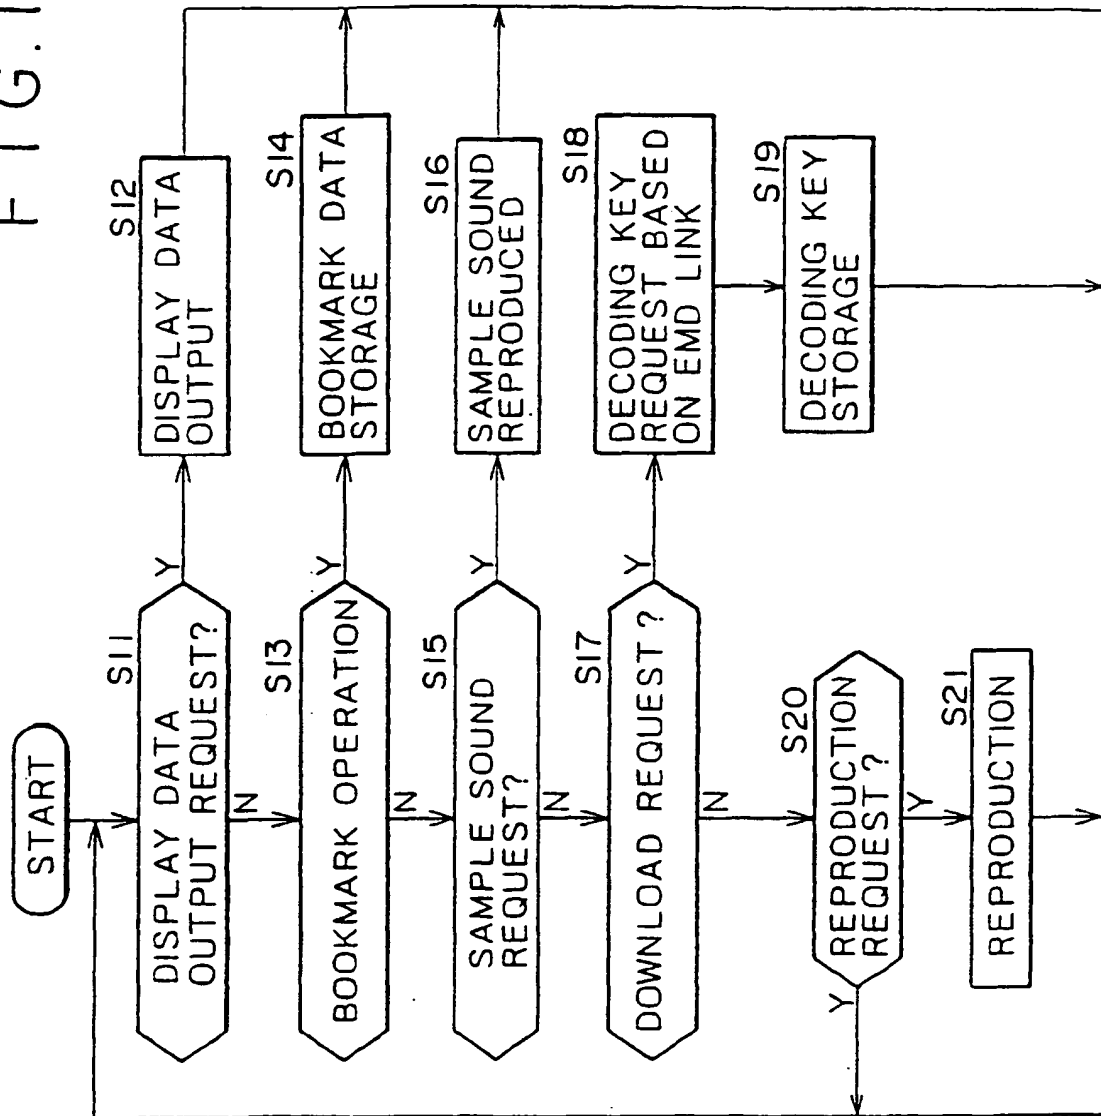 FIG.1
START
S11
DISPLAY DATA
OUTPUT REQUEST?
Y
N
S12
DISPLAY DATA
OUTPUT
S13
BOOKMARK OPERATION
Y
N
S14
BOOKMARK DATA
STORAGE
S15
SAMPLE SOUND
REQUEST?
Y
N
S16
SAMPLE SOUND
REPRODUCED
S17
DOWNLOAD REQUEST?
Y
N
S18
DECODING KEY
REQUEST BASED
ON EMD LINK
S19
DECODING KEY
STORAGE
S20
REPRODUCTION
REQUEST?
Y
Y
S21
REPRODUCTION